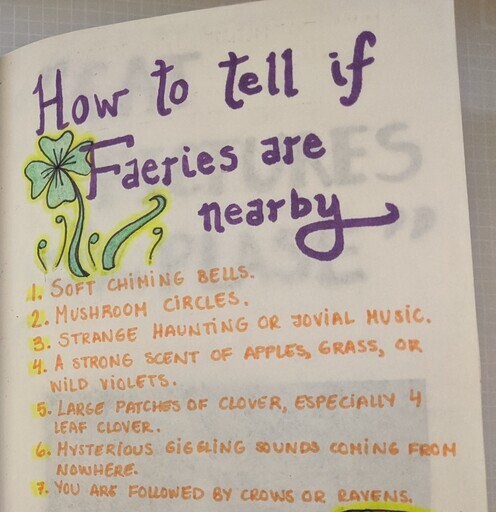 How to tell if
Faeries are
nearby
1. SOFT CHIMING BELLS.
2. MUSHROOM CIRCLES.
3. STRANGE HAUNTING OR JOVIAL MUSIC.
4. A STRONG SCENT OF APPLES, GRASS, OR
WILD VIOLETS.
5. LARGE PATCHES OF CLOVER, ESPECIALLY 4
LEAF CLOVER.
6. MYSTERIOUS GIGGLING SOUNDS COMING FROM
NOWHERE.
7. YOU ARE FOLLOWED BY CROWS OR RAVENS.